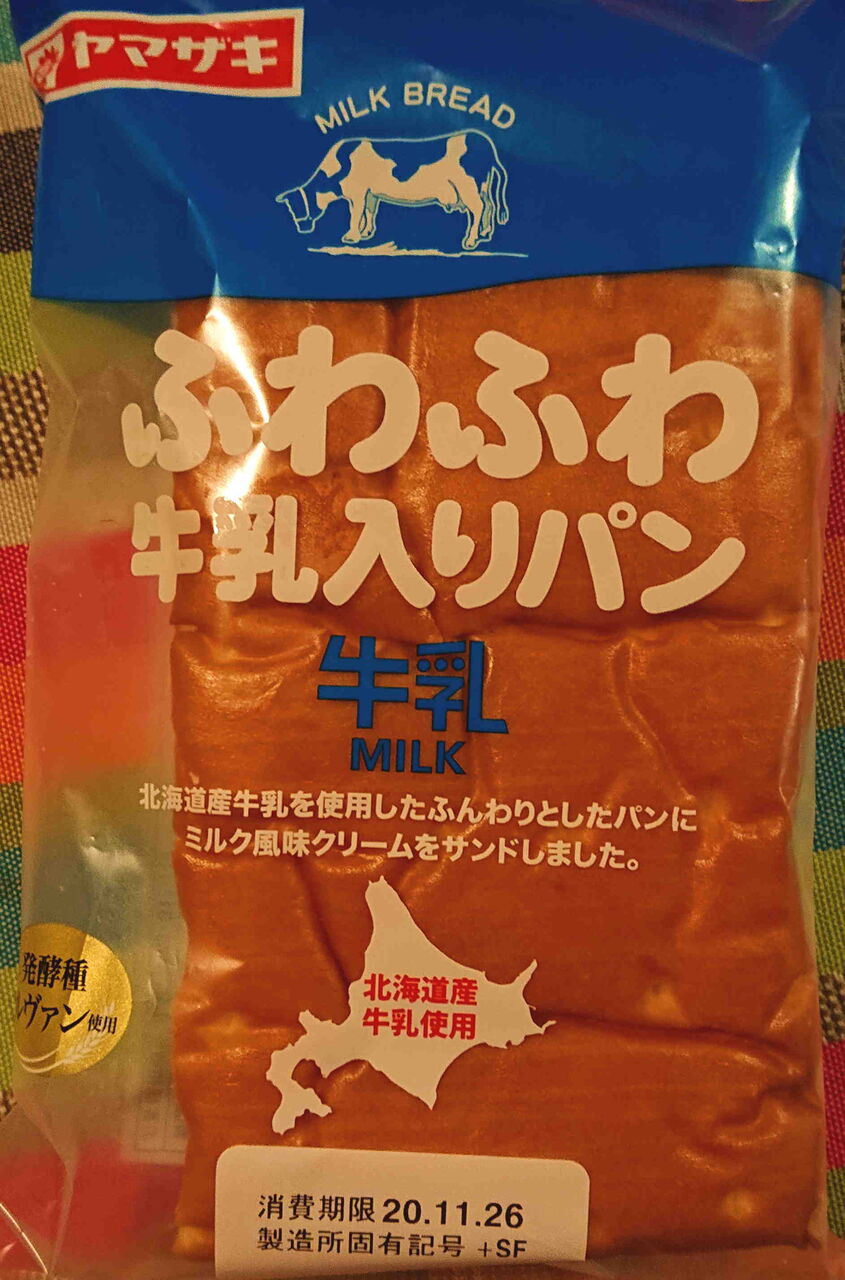 ヤマザキ
MILK BREAD
ふわふわ
牛乳入りパン
牛乳
MILK
北海道産牛乳を使用したふんわりとしたパンに
ミルク風味クリームをサンドしました。
発酵種
ルヴァン使用
北海道産
牛乳使用
消費期限 20.11.26
製造所固有記号 +SF